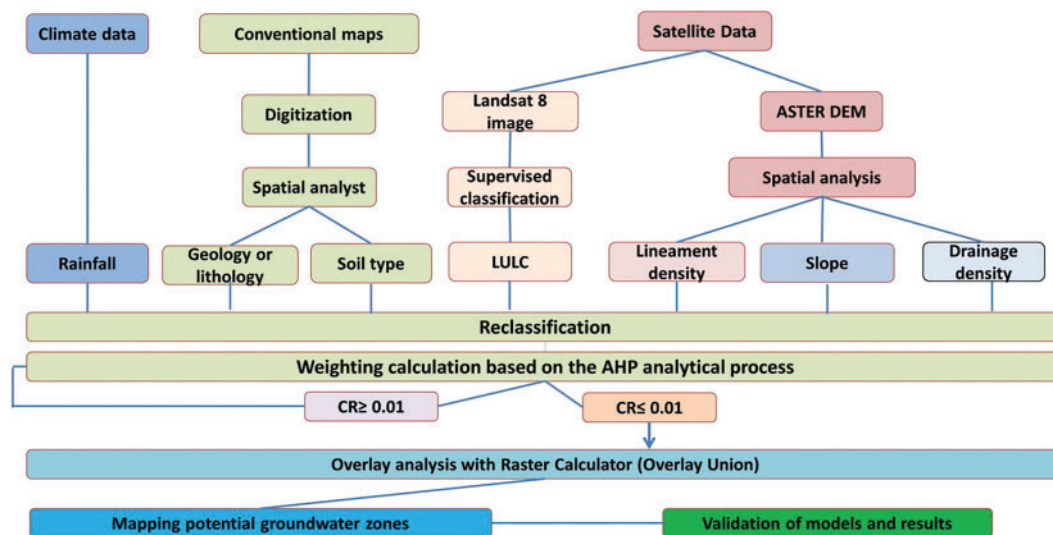 Climate data
Conventional maps
Satellite Data
Digitization
Landsat 8
image
ASTER DEM
Spatial analyst
Supervised
classification
Spatial analysis
Rainfall
Geology or
lithology
Soil type
LULC
Lineament
density
Slope
Drainage
density
Reclassification
Weighting calculation based on the AHP analytical process
CR≥ 0.01
CR≤ 0.01
Overlay analysis with Raster Calculator (Overlay Union)
Mapping potential groundwater zones
Validation of models and results